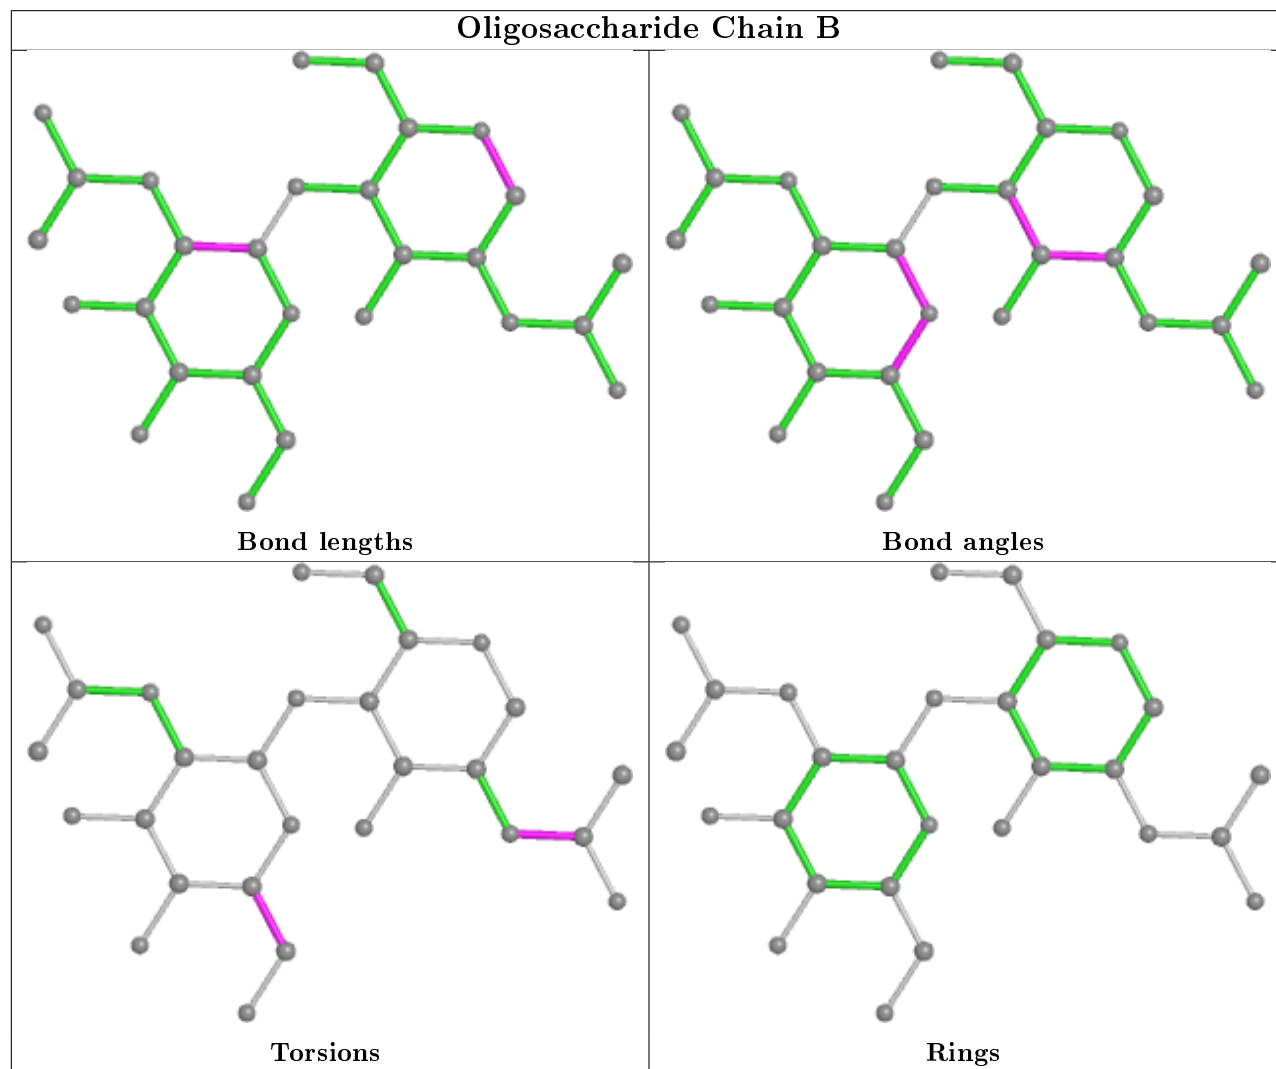 Oligosaccharide Chain B
Bond lengths
Bond angles
Torsions
Rings